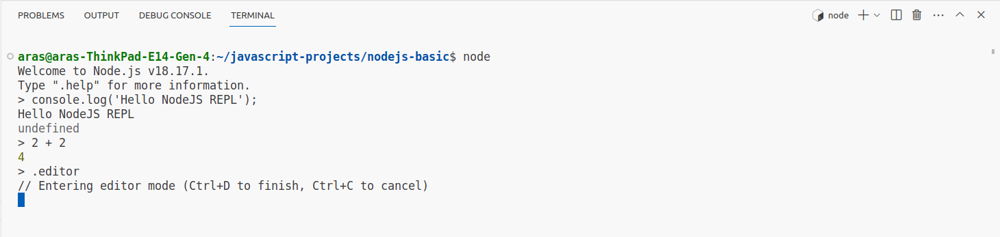 PROBLEMS OUTPUT DEBUG CONSOLE TERMINAL node
aras@aras-ThinkPad-E14-Gen-4:~/javascript-projects/nodejs-basic$ node
Welcome to Node.js v18.17.1.
Type ".help" for more information.
> console.log('Hello NodeJS REPL');
Hello NodeJS REPL
undefined
> 2 + 2
4
> .editor
// Entering editor mode (Ctrl+D to finish, Ctrl+C to cancel)